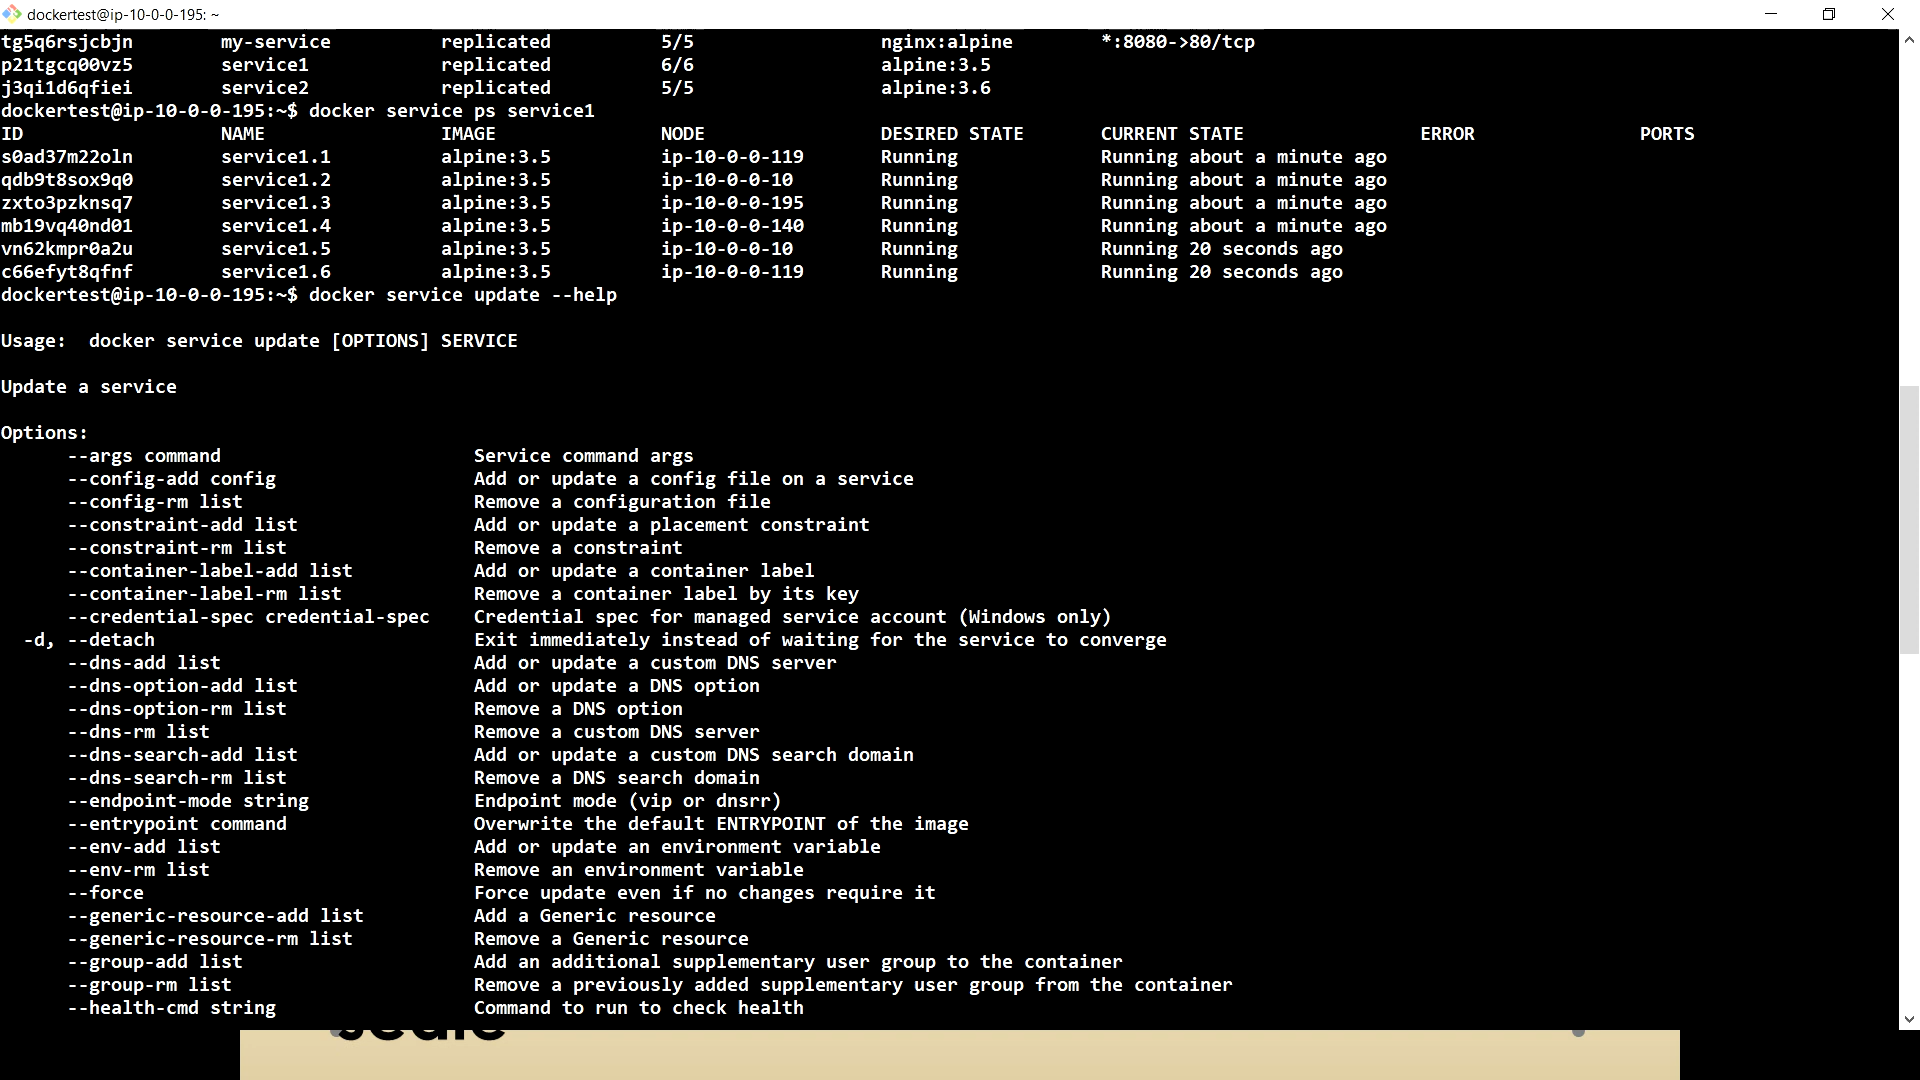 dockertest@ip-10-0-0-195: ~
tg5q6rsjcbjn my-service replicated 5/5 nginx:alpine *:8080->80/tcp
p21tgcq00vz5 service1 replicated 6/6 alpine:3.5
j3qi1d6qfiei service2 replicated 5/5 alpine:3.6
dockertest@ip-10-0-0-195:~$ docker service ps service1
ID NAME IMAGE NODE DESIRED STATE CURRENT STATE ERROR PORTS
s0ad37m22oln service1.1 alpine:3.5 ip-10-0-0-119 Running Running about a minute ago
qdb9t8sox9q0 service1.2 alpine:3.5 ip-10-0-0-10 Running Running about a minute ago
zxto3pzknsq7 service1.3 alpine:3.5 ip-10-0-0-195 Running Running about a minute ago
mb19vq40nd01 service1.4 alpine:3.5 ip-10-0-0-140 Running Running about a minute ago
vn62kmpr0a2u service1.5 alpine:3.5 ip-10-0-0-10 Running Running 20 seconds ago
c66efyt8qfnf service1.6 alpine:3.5 ip-10-0-0-119 Running Running 20 seconds ago
dockertest@ip-10-0-0-195:~$ docker service update --help
Usage: docker service update [OPTIONS] SERVICE
Update a service
Options:
--args command Service command args
--config-add config Add or update a config file on a service
--config-rm list Remove a configuration file
--constraint-add list Add or update a placement constraint
--constraint-rm list Remove a constraint
--container-label-add list Add or update a container label
--container-label-rm list Remove a container label by its key
--credential-spec credential-spec Credential spec for managed service account (Windows only)
-d, --detach Exit immediately instead of waiting for the service to converge
--dns-add list Add or update a custom DNS server
--dns-option-add list Add or update a DNS option
--dns-option-rm list Remove a DNS option
--dns-rm list Remove a custom DNS server
--dns-search-add list Add or update a custom DNS search domain
--dns-search-rm list Remove a DNS search domain
--endpoint-mode string Endpoint mode (vip or dnsrr)
--entrypoint command Overwrite the default ENTRYPOINT of the image
--env-add list Add or update an environment variable
--env-rm list Remove an environment variable
--force Force update even if no changes require it
--generic-resource-add list Add a Generic resource
--generic-resource-rm list Remove a Generic resource
--group-add list Add an additional supplementary user group to the container
--group-rm list Remove a previously added supplementary user group from the container
--health-cmd string Command to run to check health